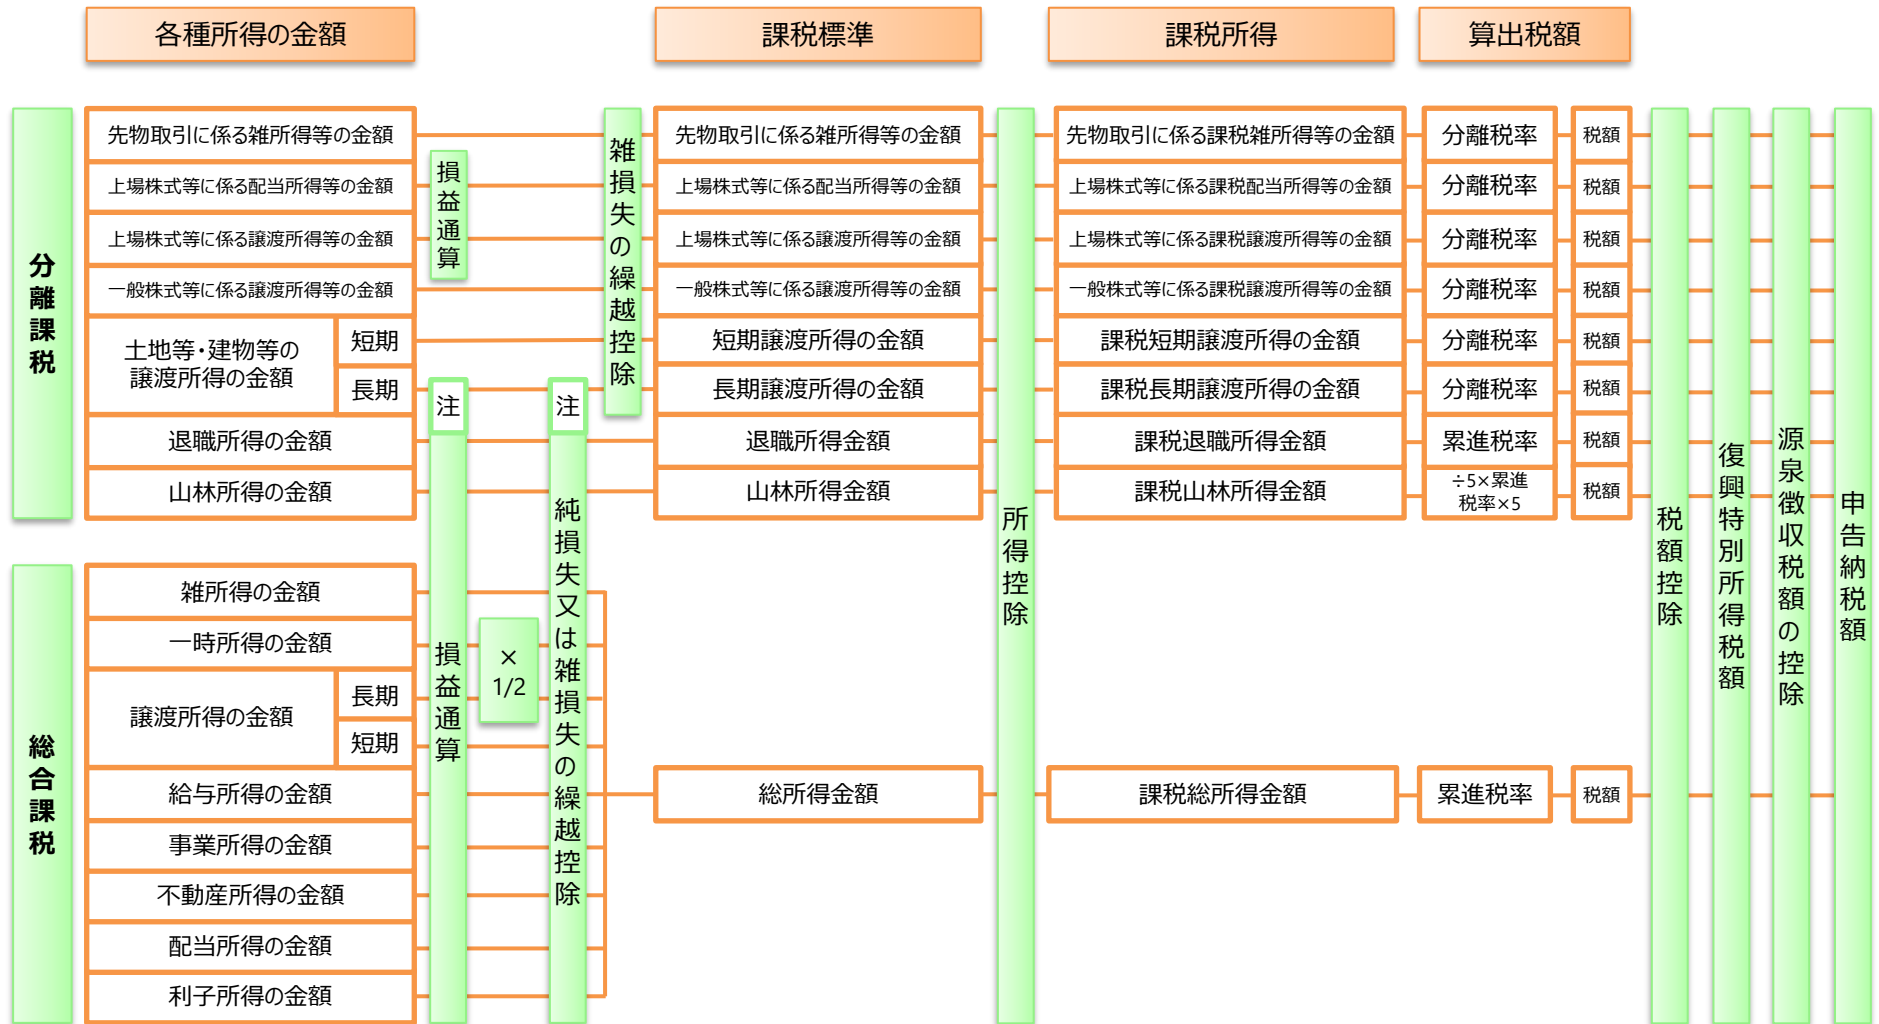 各種所得の金額
課税標準
課税所得
算出税額
分離課税
先物取引に係る雑所得等の金額
上場株式等に係る配当所得等の金額
上場株式等に係る譲渡所得等の金額
一般株式等に係る譲渡所得等の金額
土地等・建物等の
譲渡所得の金額
短期
長期
退職所得の金額
山林所得の金額
損益通算
雑損失の繰越控除
先物取引に係る雑所得等の金額
上場株式等に係る配当所得等の金額
上場株式等に係る譲渡所得等の金額
一般株式等に係る譲渡所得等の金額
短期譲渡所得の金額
長期譲渡所得の金額
退職所得金額
山林所得金額
先物取引に係る課税雑所得等の金額
上場株式等に係る課税配当所得等の金額
上場株式等に係る課税譲渡所得等の金額
一般株式等に係る課税譲渡所得等の金額
課税短期譲渡所得の金額
課税長期譲渡所得の金額
課税退職所得金額
課税山林所得金額
分離税率
分離税率
分離税率
分離税率
分離税率
分離税率
累進税率
÷5×累進
税率×5
税額
税額
税額
税額
税額
税額
税額
税額
総合課税
雑所得の金額
一時所得の金額
譲渡所得の金額
長期
短期
給与所得の金額
事業所得の金額
不動産所得の金額
配当所得の金額
利子所得の金額
注
損益通算
×
1/2
注
純損失又は雑損失の繰越控除
総所得金額
所得控除
課税総所得金額
累進税率
税額
税額控除
復興特別所得税額
源泉徴収税額の控除
申告納税額